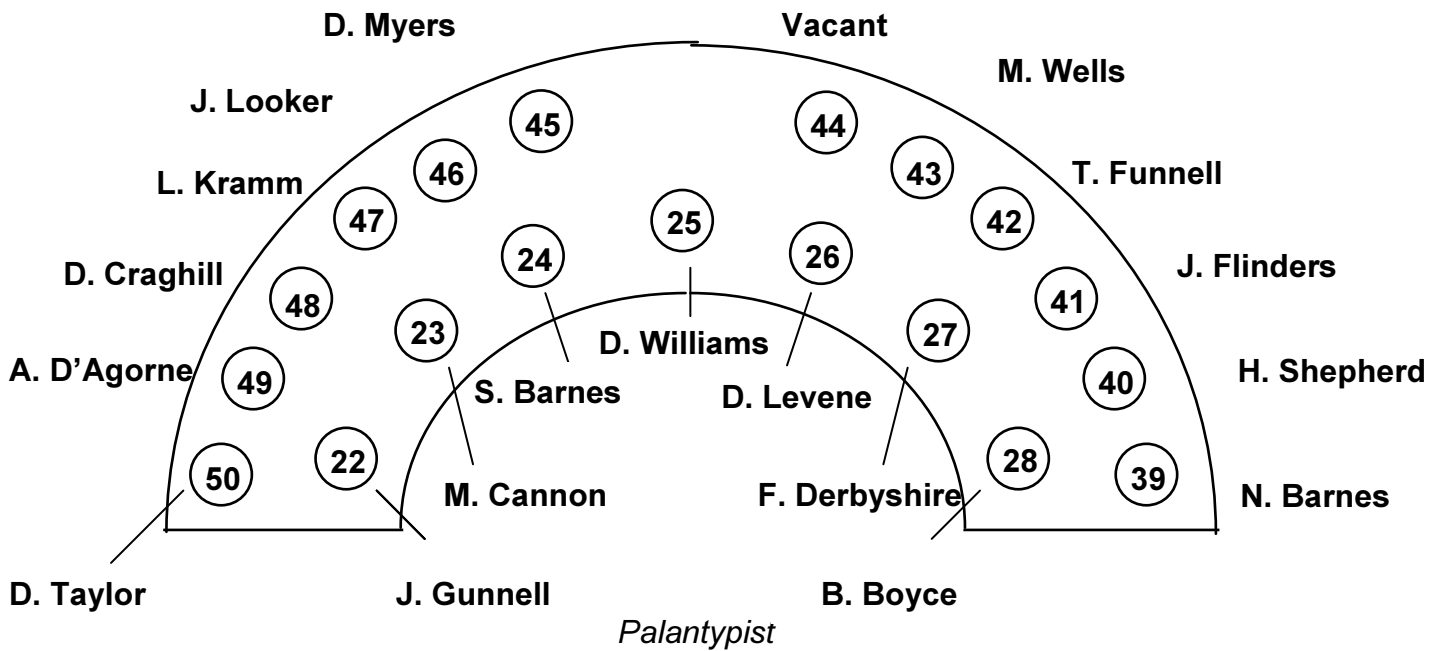 D. Myers Vacant
M. Wells
J. Looker
45 44
46 43
L. Kramm T. Funnell
47 42
25
24 26
D. Craghill J. Flinders
48 41
23 27
D. Williams
A. D'Agorne H. Shepherd
49 40
S. Barnes D. Levene
50 22 28 39
M. Cannon F. Derbyshire N. Barnes
D. Taylor J. Gunnell B. Boyce
Palantypist